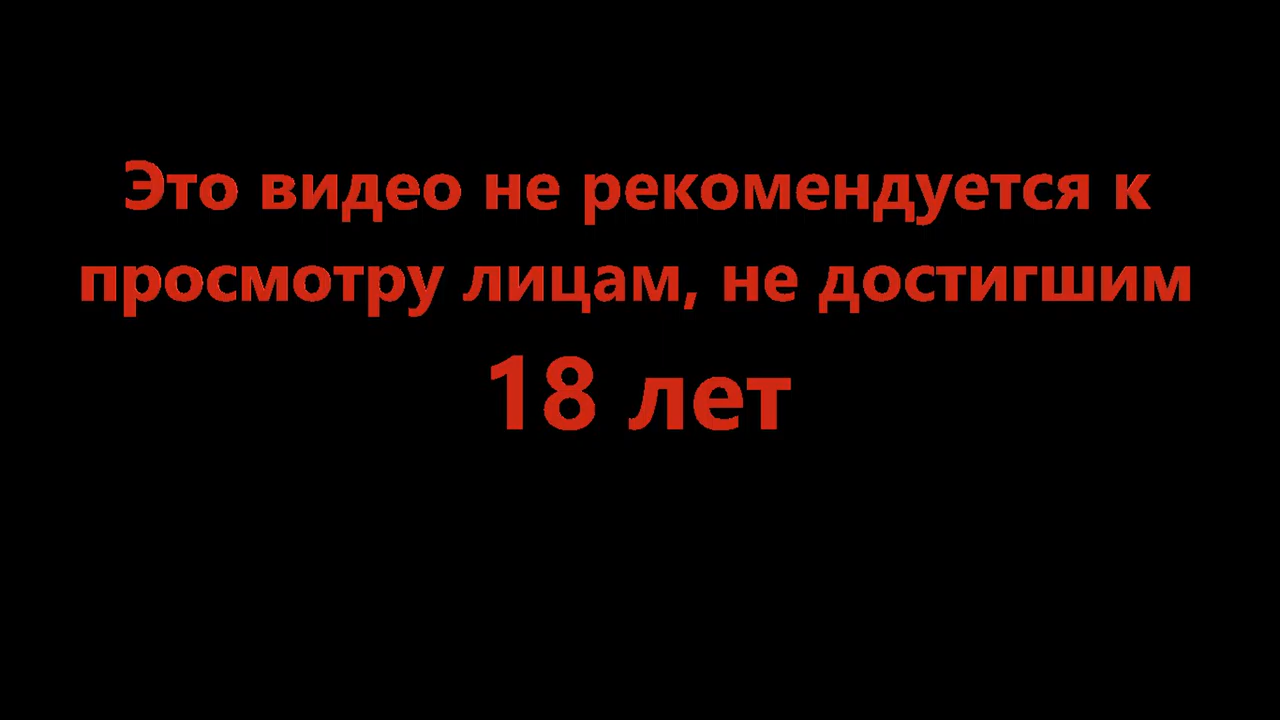 Это видео не рекомендуется к
просмотру лицам, не достигшим
18 лет